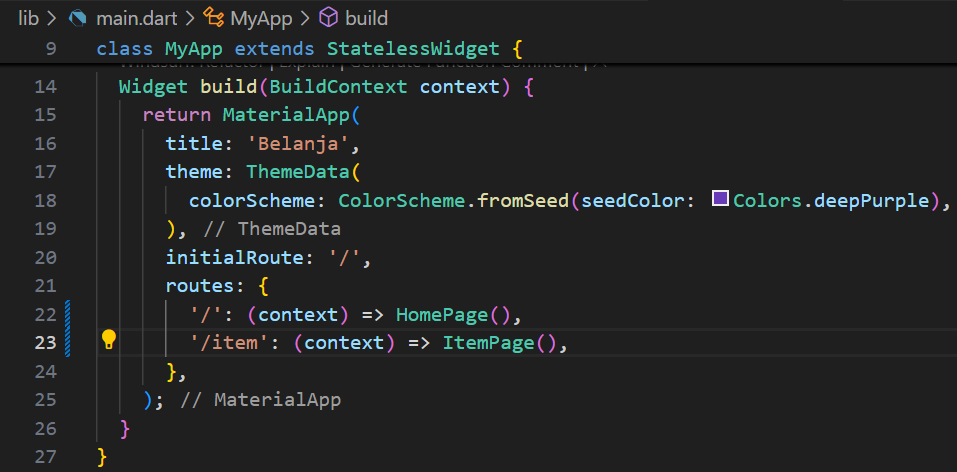 lib > main.dart > MyApp > build
9 class MyApp extends StatelessWidget {
14 Widget build(BuildContext context) {
15 return MaterialApp(
16 title: 'Belanja',
17 theme: ThemeData(
18 colorScheme: ColorScheme.fromSeed(seedColor: Colors.deepPurple),
19 ), // ThemeData
20 initialRoute: '/',
21 routes: {
22 '/': (context) => HomePage(),
23 '/item': (context) => ItemPage(),
24 },
25 ); // MaterialApp
26 }
27 }